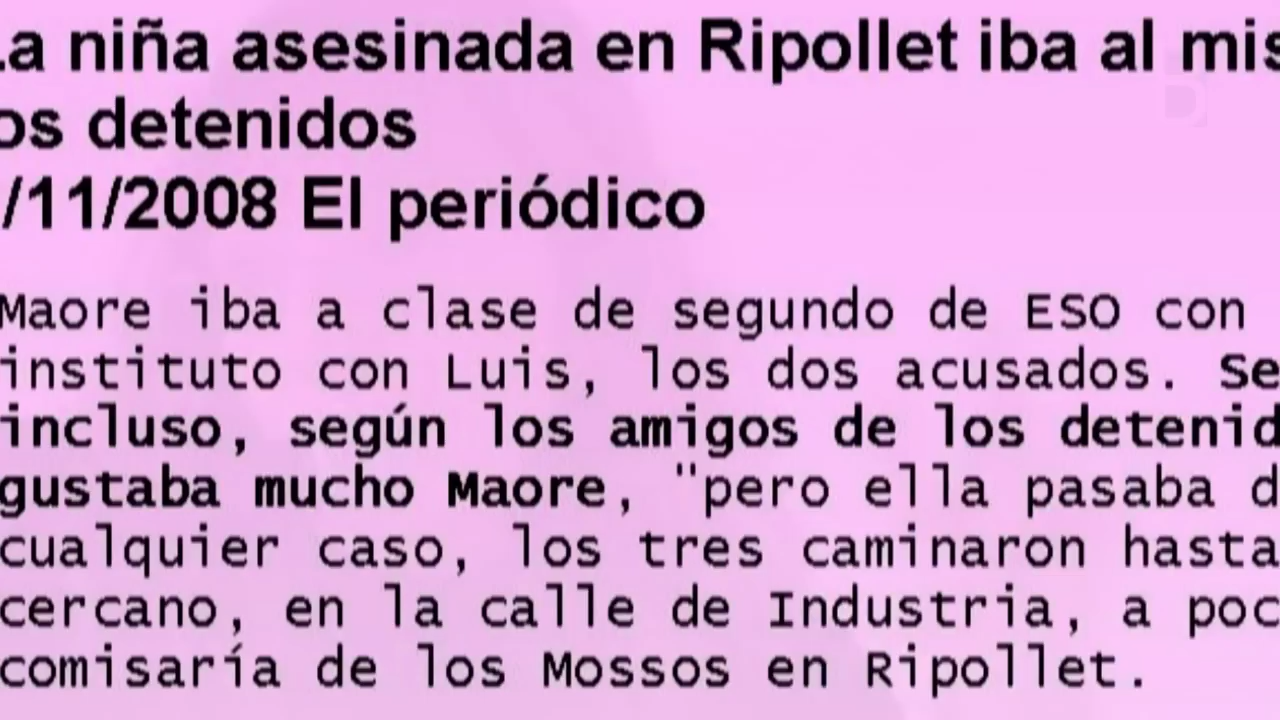 La niña asesinada en Ripollet iba al mis
os detenidos
/11/2008 El periódico
Maore iba a clase de segundo de ESO con
instituto con Luis, los dos acusados. Se
incluso, según los amigos de los detenid
gustaba mucho Maore, "pero ella pasaba d
cualquier caso, los tres caminaron hasta
cercano, en la calle de Industria, a poc
comisaría de los Mossos en Ripollet.